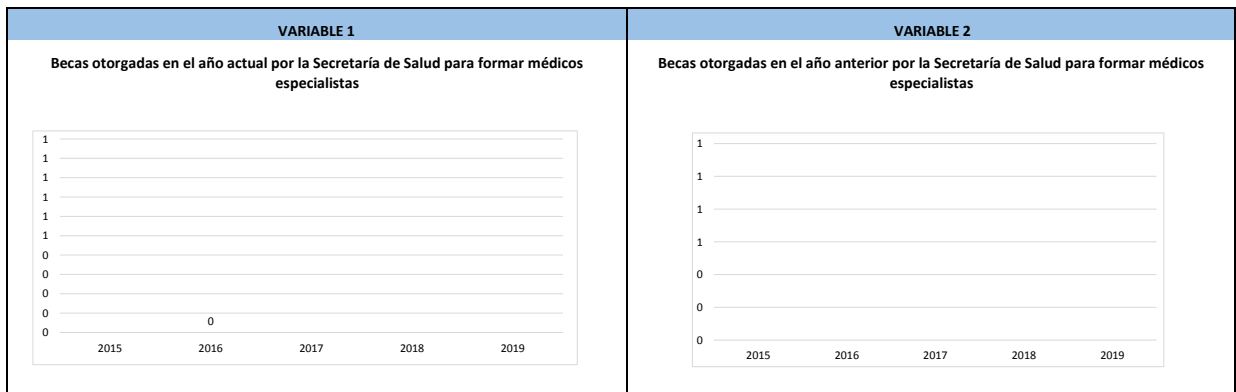 VARIABLE 1
Becas otorgadas en el año actual por la Secretaría de Salud para formar médicos
especialistas
1
1
1
1
1
1
0
0
0
0
0
0
2015 2016 2017 2018 2019
VARIABLE 2
Becas otorgadas en el año anterior por la Secretaría de Salud para formar médicos
especialistas
1
1
1
1
0
0
0
2015 2016 2017 2018 2019